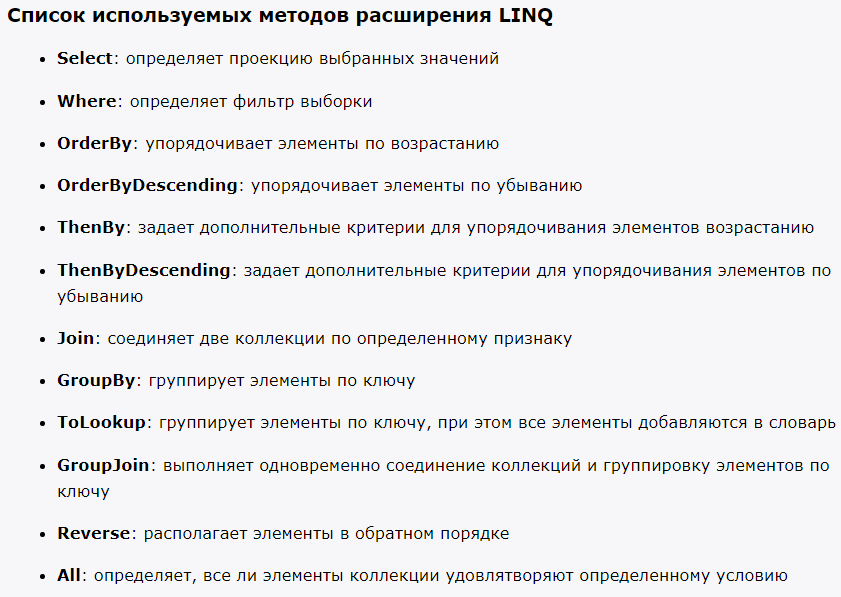 Список используемых методов расширения LINQ
Select: определяет проекцию выбранных значений
Where: определяет фильтр выборки
OrderBy: упорядочивает элементы по возрастанию
OrderByDescending: упорядочивает элементы по убыванию
ThenBy: задает дополнительные критерии для упорядочивания элементов возрастанию
ThenByDescending: задает дополнительные критерии для упорядочивания элементов по
убыванию
Join: соединяет две коллекции по определенному признаку
GroupBy: группирует элементы по ключу
ToLookup: группирует элементы по ключу, при этом все элементы добавляются в словарь
GroupJoin: выполняет одновременно соединение коллекций и группировку элементов по
ключу
Reverse: располагает элементы в обратном порядке
All: определяет, все ли элементы коллекции удовлятворяют определенному условию